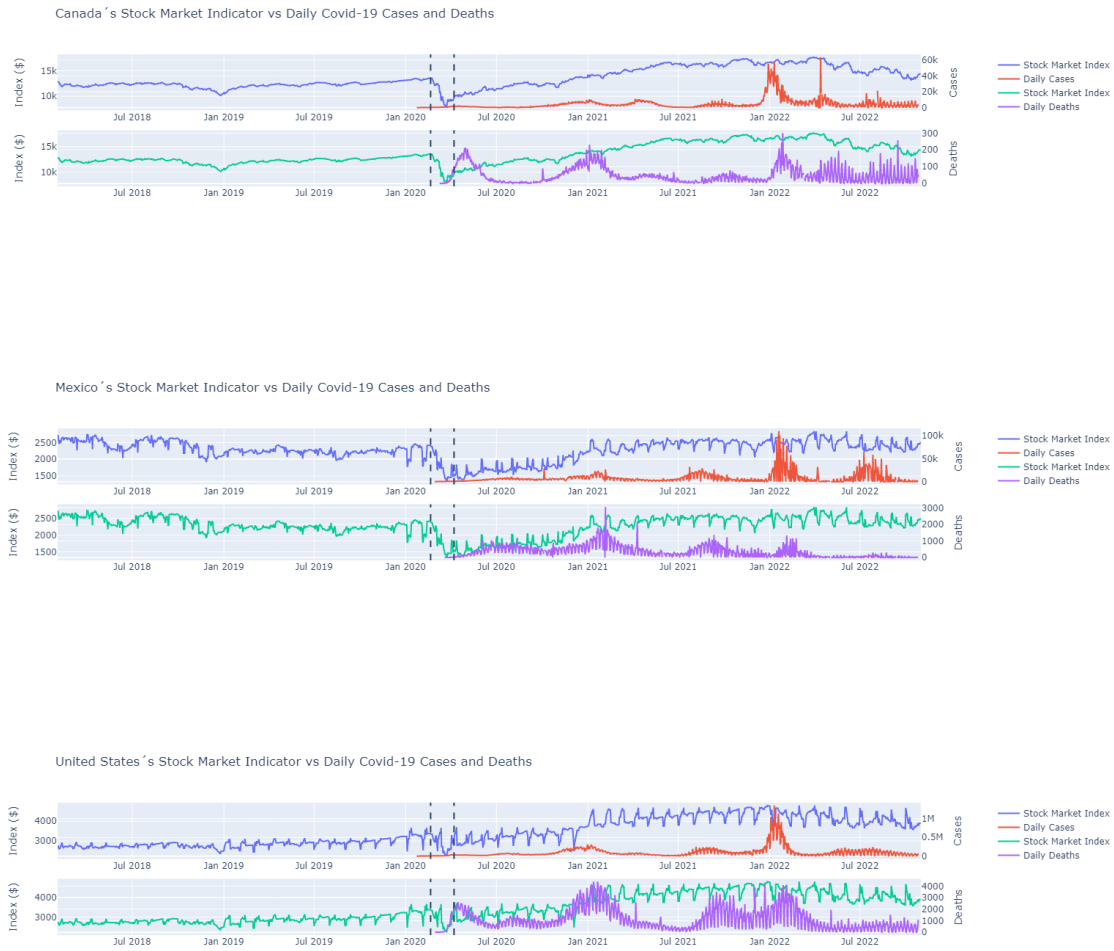 Canada´s Stock Market Indicator vs Daily Covid-19 Cases and Deaths
Index ($)
15k
10k
60k
40k
20k
0
Cases
Jul 2018 Jan 2019 Jul 2019 Jan 2020 Jul 2020 Jan 2021 Jul 2021 Jan 2022 Jul 2022
Stock Market Index
Daily Cases
Stock Market Index
Daily Deaths
Index ($)
15k
10k
300
200
100
0
Deaths
Jul 2018 Jan 2019 Jul 2019 Jan 2020 Jul 2020 Jan 2021 Jul 2021 Jan 2022 Jul 2022
Mexico´s Stock Market Indicator vs Daily Covid-19 Cases and Deaths
Index ($)
2500
2000
1500
100k
50k
0
Cases
Jul 2018 Jan 2019 Jul 2019 Jan 2020 Jul 2020 Jan 2021 Jul 2021 Jan 2022 Jul 2022
Stock Market Index
Daily Cases
Stock Market Index
Daily Deaths
Index ($)
2500
2000
1500
3000
2000
1000
0
Deaths
Jul 2018 Jan 2019 Jul 2019 Jan 2020 Jul 2020 Jan 2021 Jul 2021 Jan 2022 Jul 2022
United States´s Stock Market Indicator vs Daily Covid-19 Cases and Deaths
Index ($)
4000
3000
1M
0.5M
0
Cases
Jul 2018 Jan 2019 Jul 2019 Jan 2020 Jul 2020 Jan 2021 Jul 2021 Jan 2022 Jul 2022
Stock Market Index
Daily Cases
Stock Market Index
Daily Deaths
Index ($)
4000
3000
4000
3000
2000
1000
0
Deaths
Jul 2018 Jan 2019 Jul 2019 Jan 2020 Jul 2020 Jan 2021 Jul 2021 Jan 2022 Jul 2022